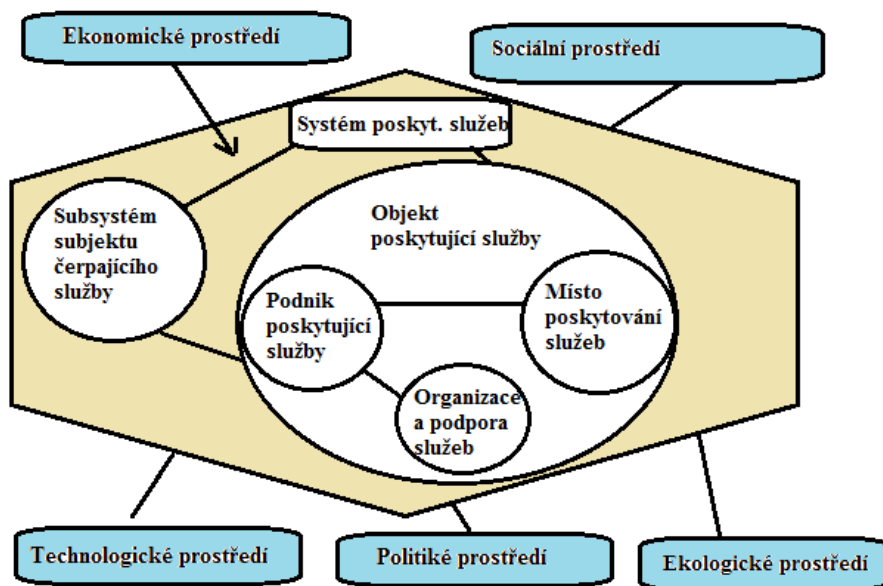 Ekonomické prostředí
Sociální prostředí
Systém poskyt. služeb
Subsystém
subjektu
čerpajícího
služby
Objekt
poskytující služby
Podnik
poskytující
služby
Místo
poskytování
služeb
Organizace
a podpora
služeb
Technologické prostředí
Politiké prostředí
Ekologické prostředí